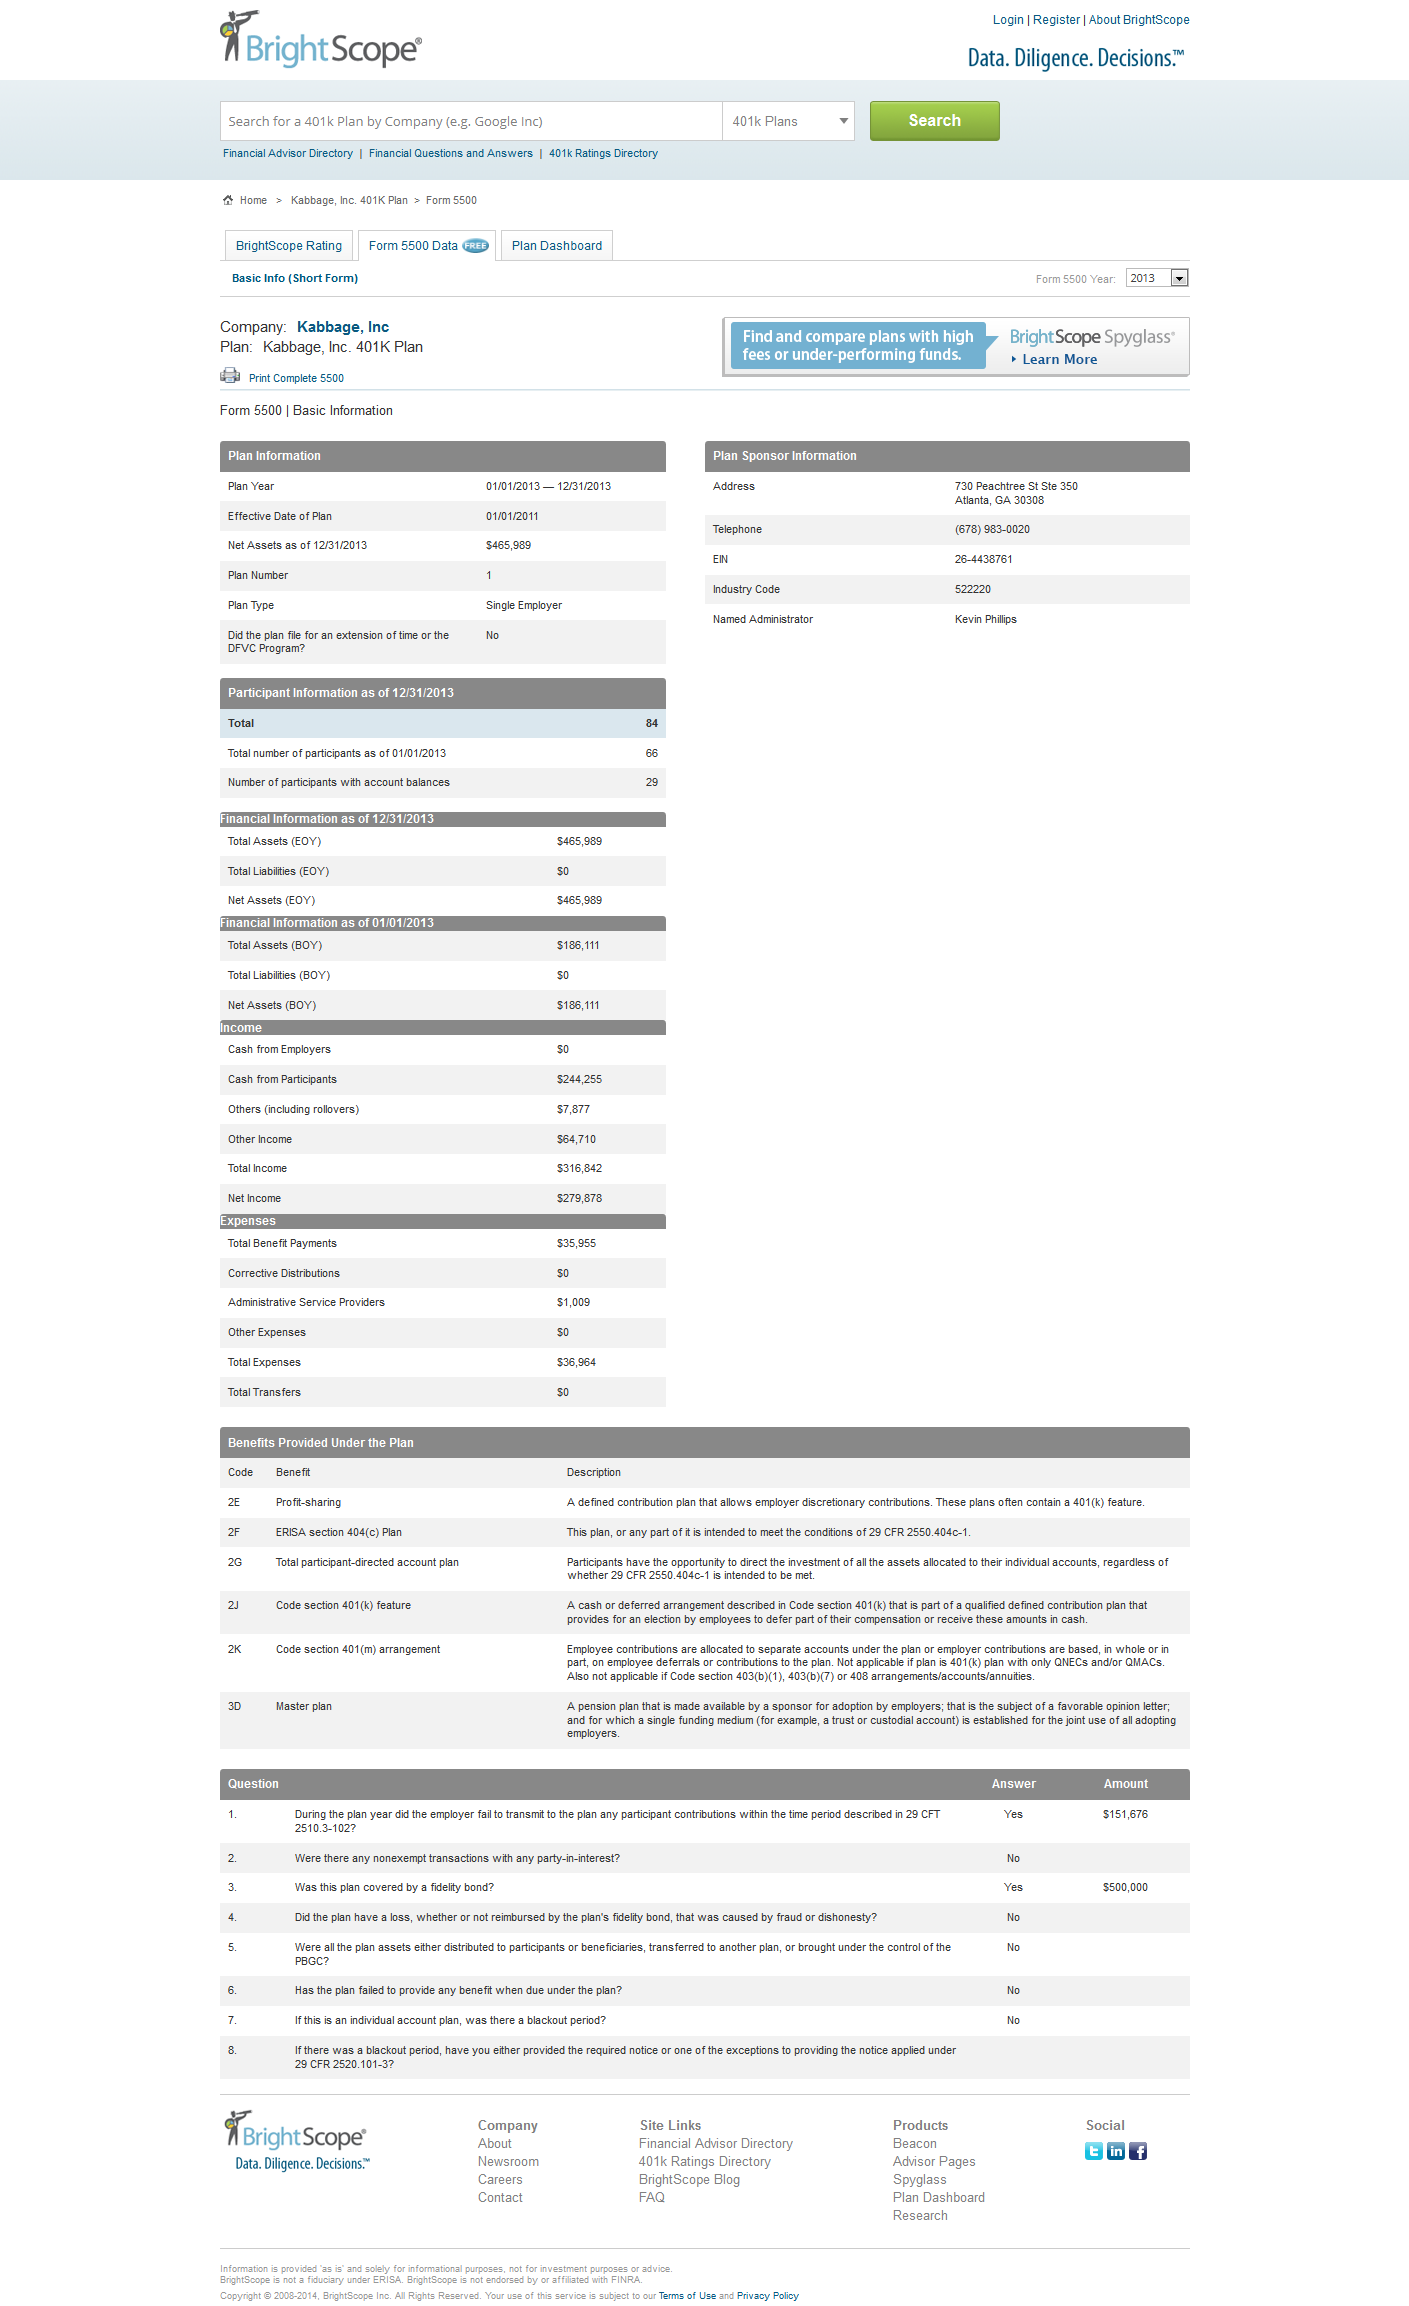 BrightScope®
Login | Register | About BrightScope
Data. Diligence. Decisions.™
Search for a 401k Plan by Company (e.g. Google Inc)
401k Plans
Search
Financial Advisor Directory | Financial Questions and Answers | 401k Ratings Directory
Home > Kabbage, Inc. 401K Plan > Form 5500
BrightScope Rating
Form 5500 Data FREE
Plan Dashboard
Basic Info (Short Form)
Form 5500 Year: 2013
Company: Kabbage, Inc
Plan: Kabbage, Inc. 401K Plan
Print Complete 5500
Find and compare plans with high
fees or under-performing funds.
BrightScope Spyglass®
Learn More
Form 5500 | Basic Information
Plan Information
Plan Year 01/01/2013 — 12/31/2013
Effective Date of Plan 01/01/2011
Net Assets as of 12/31/2013 $465,989
Plan Number 1
Plan Type Single Employer
Did the plan file for an extension of time or the No
DFVC Program?
Plan Sponsor Information
Address 730 Peachtree St Ste 350
Atlanta, GA 30308
Telephone (678) 983-0020
EIN 26-4438761
Industry Code 522220
Named Administrator Kevin Phillips
Participant Information as of 12/31/2013
Total 84
Total number of participants as of 01/01/2013 66
Number of participants with account balances 29
Financial Information as of 12/31/2013
Total Assets (EOY) $465,989
Total Liabilities (EOY) $0
Net Assets (EOY) $465,989
Financial Information as of 01/01/2013
Total Assets (BOY) $186,111
Total Liabilities (BOY) $0
Net Assets (BOY) $186,111
Income
Cash from Employers $0
Cash from Participants $244,255
Others (including rollovers) $7,877
Other Income $64,710
Total Income $316,842
Net Income $279,878
Expenses
Total Benefit Payments $35,955
Corrective Distributions $0
Administrative Service Providers $1,009
Other Expenses $0
Total Expenses $36,964
Total Transfers $0
Benefits Provided Under the Plan
Code Benefit Description
2E Profit-sharing A defined contribution plan that allows employer discretionary contributions. These plans often contain a 401(k) feature.
2F ERISA section 404(c) Plan This plan, or any part of it is intended to meet the conditions of 29 CFR 2550.404c-1.
2G Total participant-directed account plan Participants have the opportunity to direct the investment of all the assets allocated to their individual accounts, regardless of
whether 29 CFR 2550.404c-1 is intended to be met.
2J Code section 401(k) feature A cash or deferred arrangement described in Code section 401(k) that is part of a qualified defined contribution plan that
provides for an election by employees to defer part of their compensation or receive these amounts in cash.
2K Code section 401(m) arrangement Employee contributions are allocated to separate accounts under the plan or employer contributions are based, in whole or in
part, on employee deferrals or contributions to the plan. Not applicable if plan is 401(k) plan with only QNECs and/or QMACs.
Also not applicable if Code section 403(b)(1), 403(b)(7) or 408 arrangements/accounts/annuities.
3D Master plan A pension plan that is made available by a sponsor for adoption by employers; that is the subject of a favorable opinion letter;
and for which a single funding medium (for example, a trust or custodial account) is established for the joint use of all adopting
employers.
Question Answer Amount
1. During the plan year did the employer fail to transmit to the plan any participant contributions within the time period described in 29 CFT Yes $151,676
2510.3-102?
2. Were there any nonexempt transactions with any party-in-interest? No
3. Was this plan covered by a fidelity bond? Yes $500,000
4. Did the plan have a loss, whether or not reimbursed by the plan's fidelity bond, that was caused by fraud or dishonesty? No
5. Were all the plan assets either distributed to participants or beneficiaries, transferred to another plan, or brought under the control of the No
PBGC?
6. Has the plan failed to provide any benefit when due under the plan? No
7. If this is an individual account plan, was there a blackout period? No
8. If there was a blackout period, have you either provided the required notice or one of the exceptions to providing the notice applied under
29 CFR 2520.101-3?
BrightScope®
Data. Diligence. Decisions.™
Company
About
Newsroom
Careers
Contact
Site Links
Financial Advisor Directory
401k Ratings Directory
BrightScope Blog
FAQ
Products
Beacon
Advisor Pages
Spyglass
Plan Dashboard
Research
Social
t in f
Information is provided 'as is' and solely for informational purposes, not for investment purposes or advice.
BrightScope is not a fiduciary under ERISA. BrightScope is not endorsed by or affiliated with FINRA.
Copyright © 2008-2014, BrightScope Inc. All Rights Reserved. Your use of this service is subject to our Terms of Use and Privacy Policy